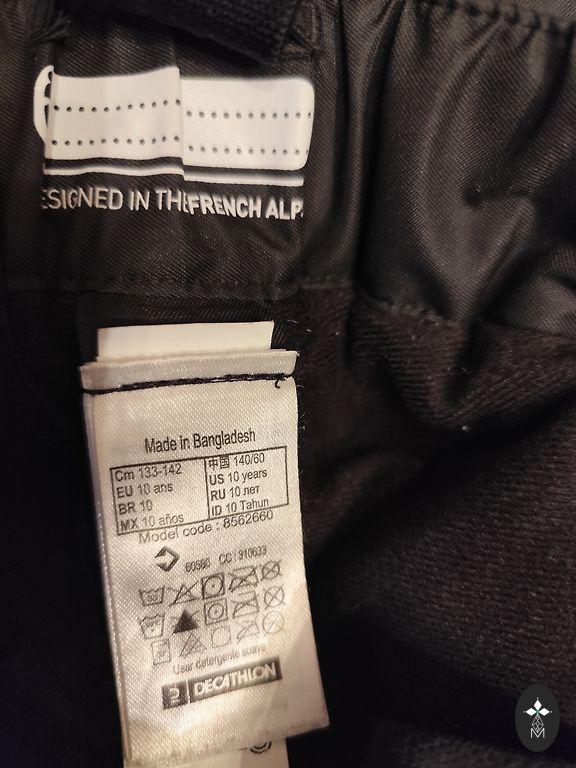 ESIGNED IN THE FRENCH ALP
Made in Bangladesh
Cm 133-142
EU 10 ans
BR 10
MX 10 años
中国 140/60
US 10 years
RU 10 лет
ID 10 Tahun
Model code : 8562660
60580 CC : 310633
Usar detergente suave
DECATHLON
M